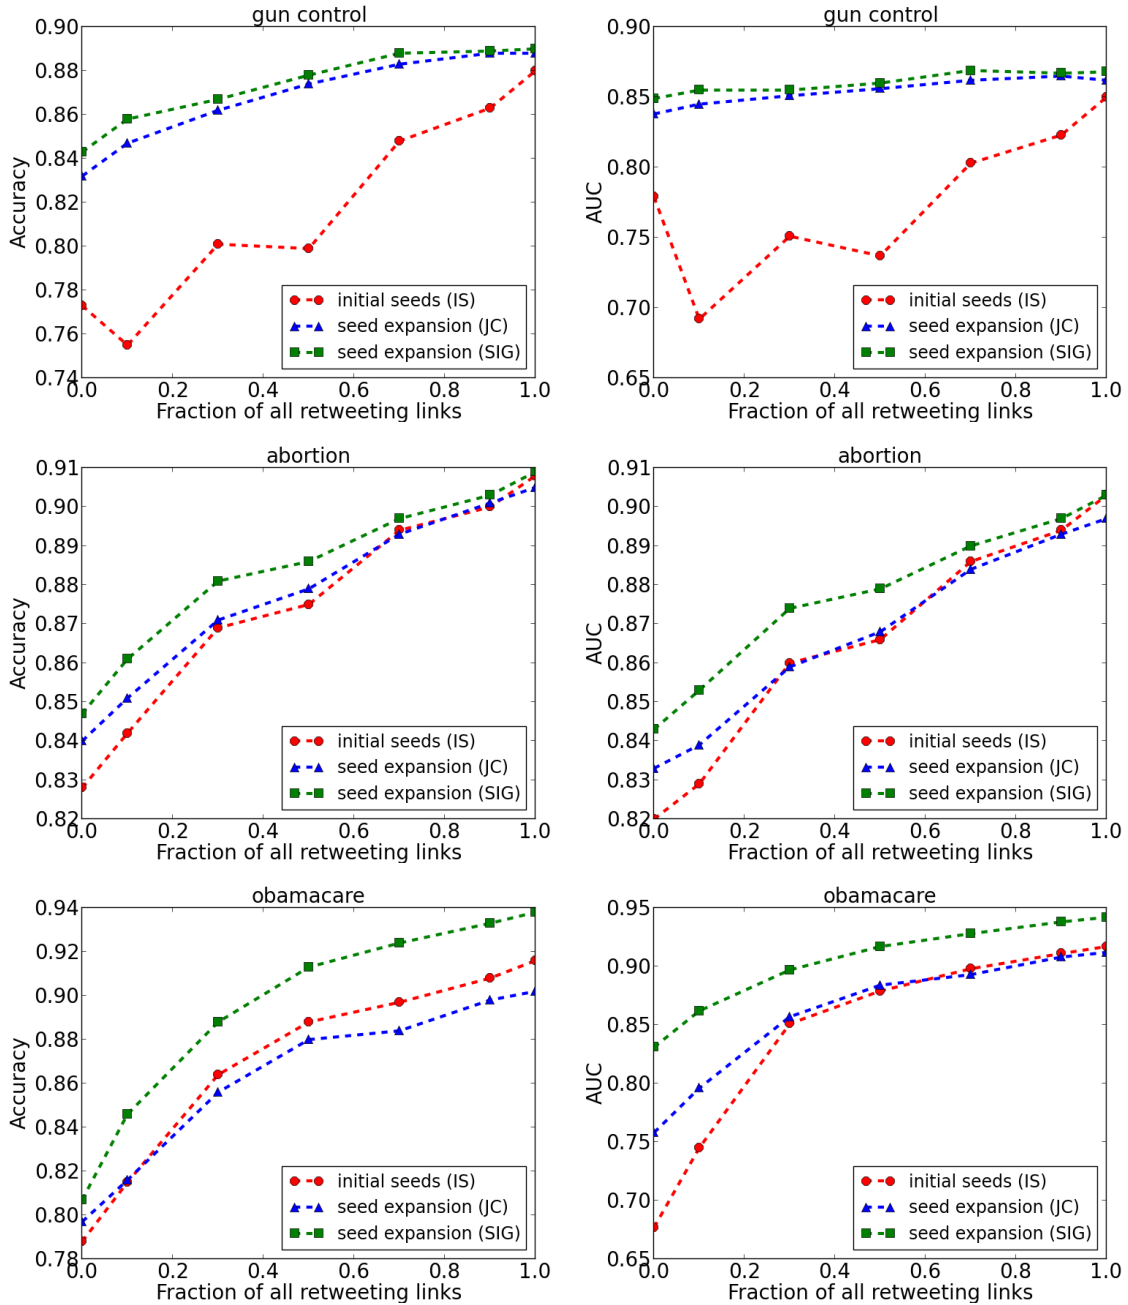 gun control
0.90
0.88
0.86
0.84
0.82
0.80
0.78
0.76
0.74
Accuracy
initial seeds (IS)
seed expansion (JC)
seed expansion (SIG)
0.0 0.2 0.4 0.6 0.8 1.0
Fraction of all retweeting links
gun control
0.90
0.85
0.80
0.75
0.70
0.65
AUC
initial seeds (IS)
seed expansion (JC)
seed expansion (SIG)
0.0 0.2 0.4 0.6 0.8 1.0
Fraction of all retweeting links
abortion
0.91
0.90
0.89
0.88
0.87
0.86
0.85
0.84
0.83
0.82
Accuracy
initial seeds (IS)
seed expansion (JC)
seed expansion (SIG)
0.0 0.2 0.4 0.6 0.8 1.0
Fraction of all retweeting links
abortion
0.91
0.90
0.89
0.88
0.87
0.86
0.85
0.84
0.83
0.82
AUC
initial seeds (IS)
seed expansion (JC)
seed expansion (SIG)
0.0 0.2 0.4 0.6 0.8 1.0
Fraction of all retweeting links
obamacare
0.94
0.92
0.90
0.88
0.86
0.84
0.82
0.80
0.78
Accuracy
initial seeds (IS)
seed expansion (JC)
seed expansion (SIG)
0.0 0.2 0.4 0.6 0.8 1.0
Fraction of all retweeting links
obamacare
0.95
0.90
0.85
0.80
0.75
0.70
0.65
AUC
initial seeds (IS)
seed expansion (JC)
seed expansion (SIG)
0.0 0.2 0.4 0.6 0.8 1.0
Fraction of all retweeting links